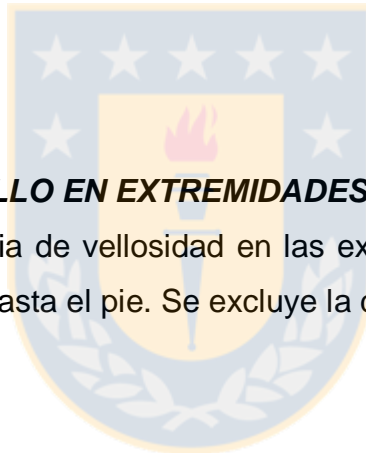 LLO EN EXTREMIDADES
ia de vellosidad en las ex
asta el pie. Se excluye la